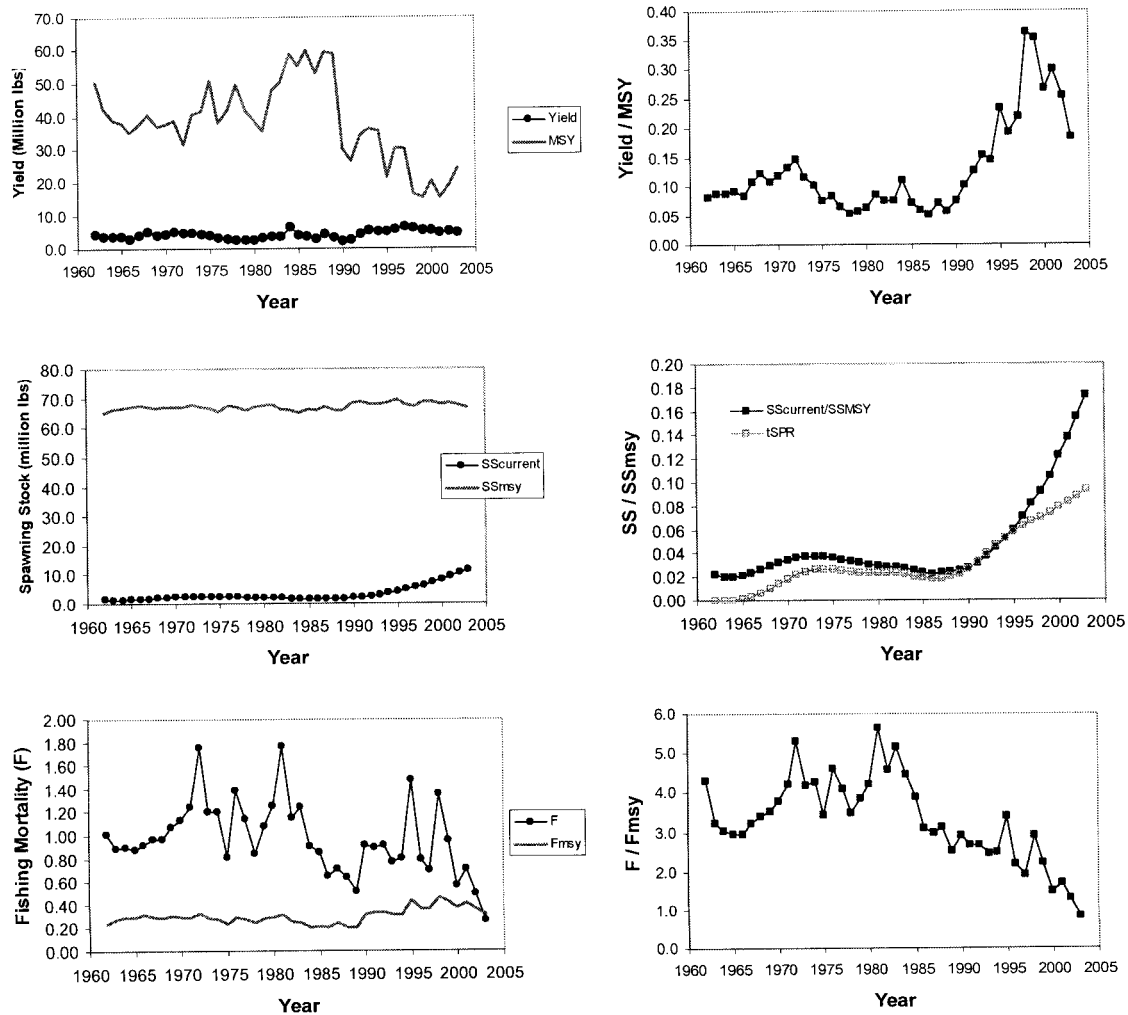 Yield (Million lbs)
70.0
60.0
50.0
40.0
30.0
20.0
10.0
0.0
1960 1965 1970 1975 1980 1985 1990 1995 2000 2005
Year
Yield
MSY
Yield / MSY
0.40
0.35
0.30
0.25
0.20
0.15
0.10
0.05
0.00
1960 1965 1970 1975 1980 1985 1990 1995 2000 2005
Year
Spawning Stock (million lbs)
80.0
70.0
60.0
50.0
40.0
30.0
20.0
10.0
0.0
1960 1965 1970 1975 1980 1985 1990 1995 2000 2005
Year
SScurrent
SSmsy
SS / SSmsy
0.20
0.18
0.16
0.14
0.12
0.10
0.08
0.06
0.04
0.02
0.00
1960 1965 1970 1975 1980 1985 1990 1995 2000 2005
Year
SScurrent/SSMSY
tSPR
Fishing Mortality (F)
2.00
1.80
1.60
1.40
1.20
1.00
0.80
0.60
0.40
0.20
0.00
1960 1965 1970 1975 1980 1985 1990 1995 2000 2005
Year
F
Fmsy
F / Fmsy
6.0
5.0
4.0
3.0
2.0
1.0
0.0
1960 1965 1970 1975 1980 1985 1990 1995 2000 2005
Year